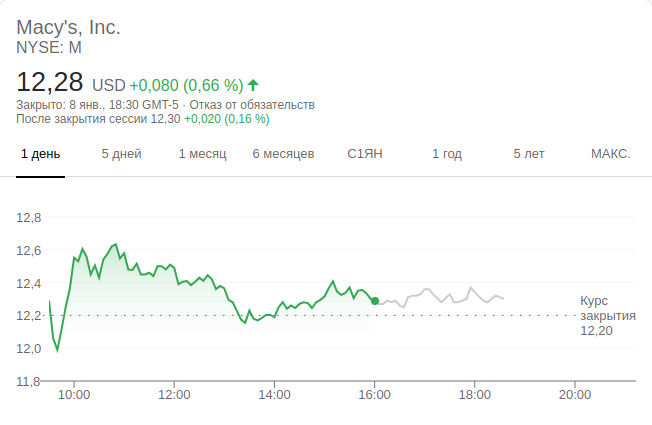 Macy's, Inc.
NYSE: M
12,28 USD +0,080 (0,66 %)
Закрыто: 8 янв., 18:30 GMT-5 · Отказ от обязательств
После закрытия сессии 12,30 +0,020 (0,16 %)
1 день 5 дней 1 месяц 6 месяцев С1ЯН 1 год 5 лет МАКС.
12,8
12,6
12,4
12,2
12,0
11,8
Курс
закрытия
12,20
10:00 12:00 14:00 16:00 18:00 20:00